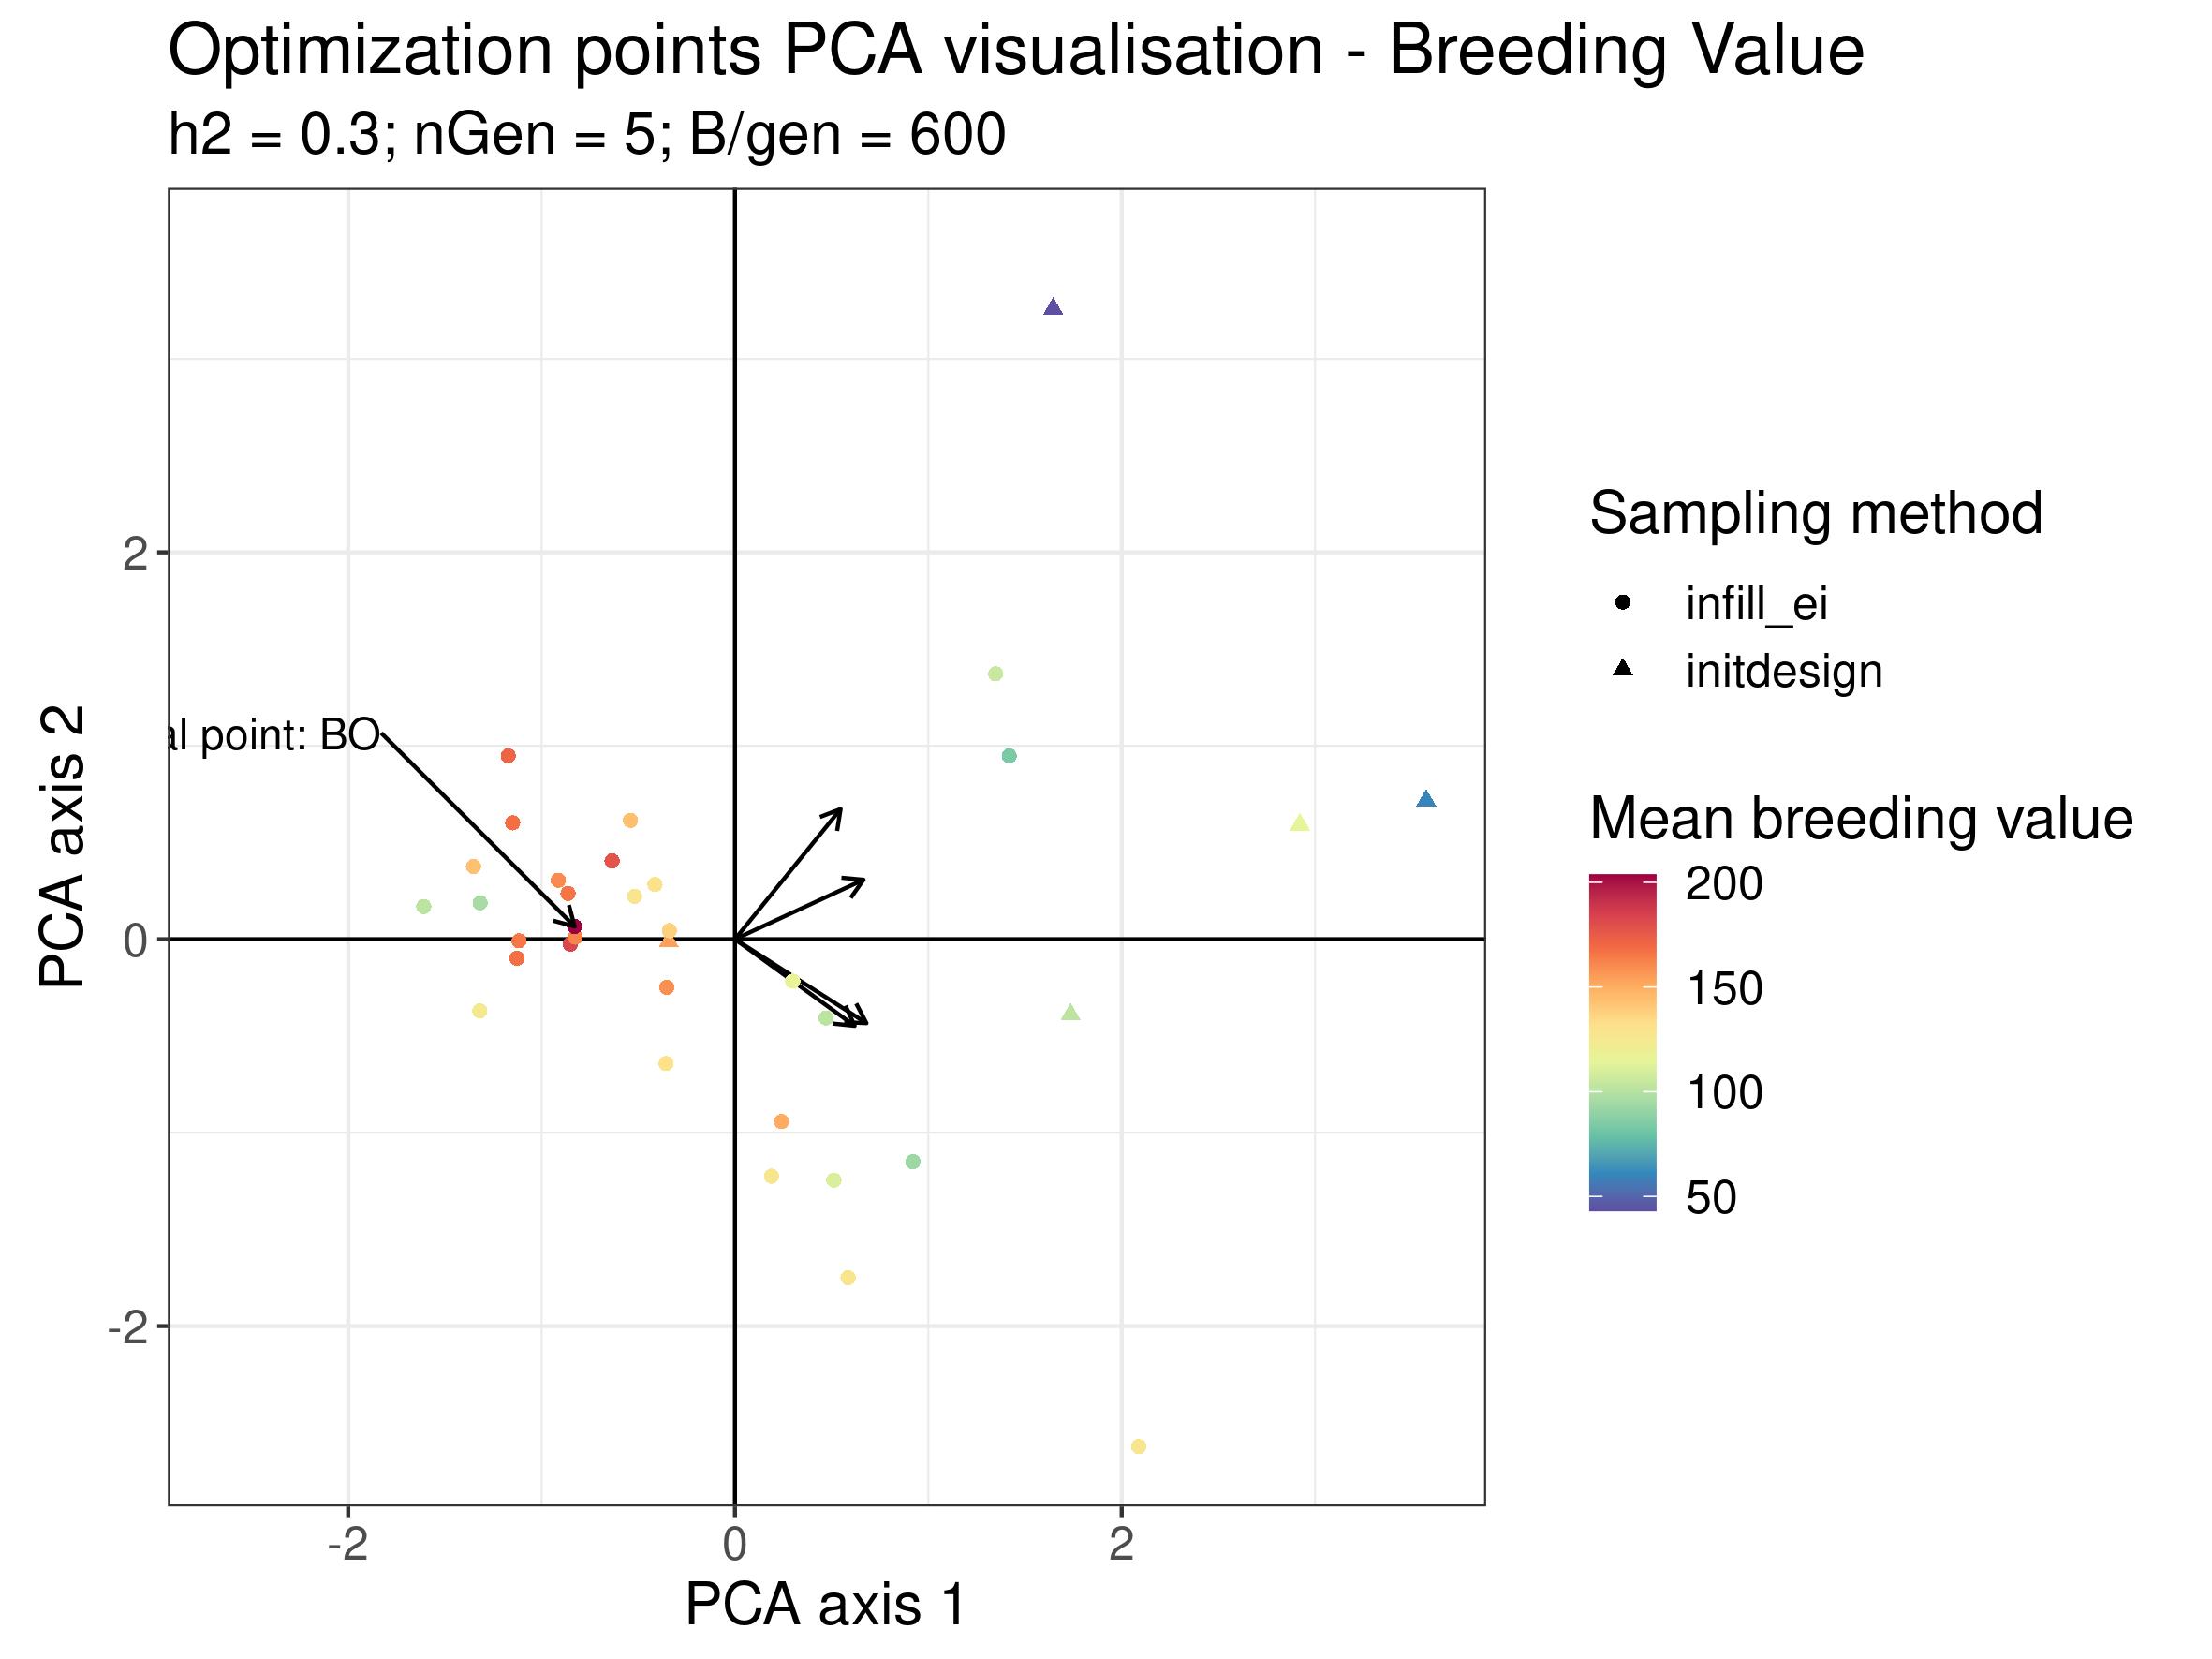 Optimization points PCA visualisation - Breeding Value
h2 = 0.3; nGen = 5; B/gen = 600
PCA axis 2
2
0
-2
point: BO
-2
0
2
PCA axis 1
Sampling method
infill_ei
initdesign
Mean breeding value
200
150
100
50